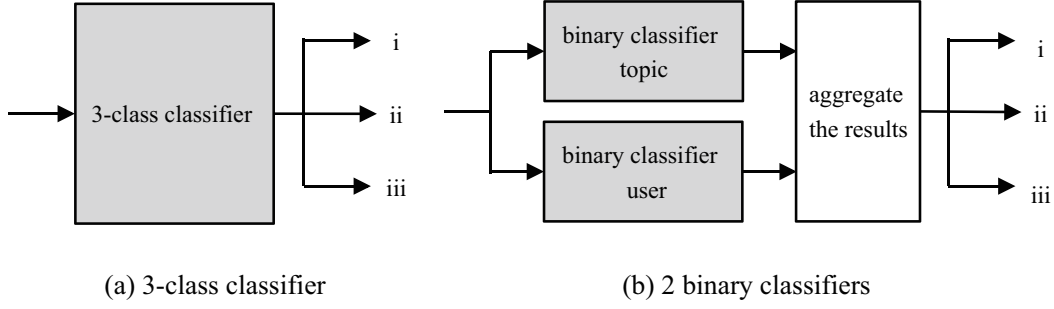 3-class classifier
i
ii
iii
(a) 3-class classifier
binary classifier
topic
binary classifier
user
aggregate
the results
i
ii
iii
(b) 2 binary classifiers